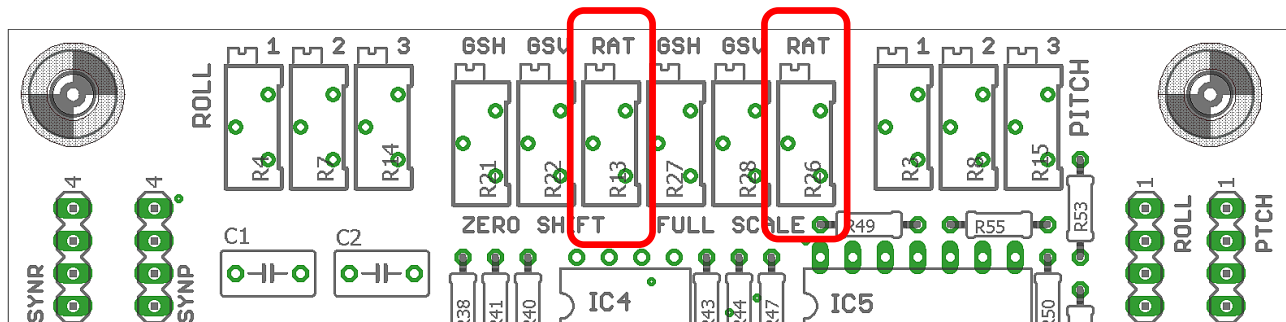 1 2 3 GSH GSV RAT GSH GSV RAT 1 2 3
ROLL
PITCH
R4 R7 R14 R21 R22 R13 R27 R28 R26 R3 R8 R15
ZERO SHIFT FULL SCALE
4 4 1 1
C1 C2
R49 R55 R53
ROLL PTCH
SYNR SYNP
R38 R41 R40 IC4 R43 R44 R47 IC5 R50